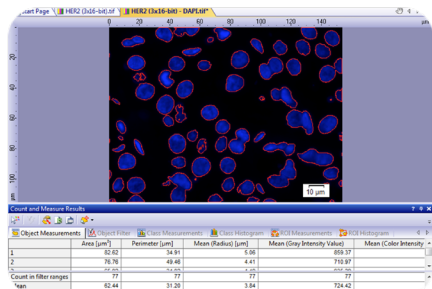 art Page
HER2 (3x16-bit).tif
HER2 (3x16-bit) - DAPI.tif*
0 20 40 60 80 100 120 140
µm
20
40
60
80
100
µm
10 µm
Count and Measure Results
Object Measurements Object Filter Class Measurements Class Histogram ROI Measurements ROI Histogram
Area [µm²] Perimeter [µm] Mean (Radius) [µm] Mean (Gray Intensity Value) Mean (Color Intensity
1 82.82 34.91 5.06 859.37
2 76.76 49.46 4.41 710.97
Count in filter ranges 77 77 77 77
Mean 62.44 31.20 3.84 724.42